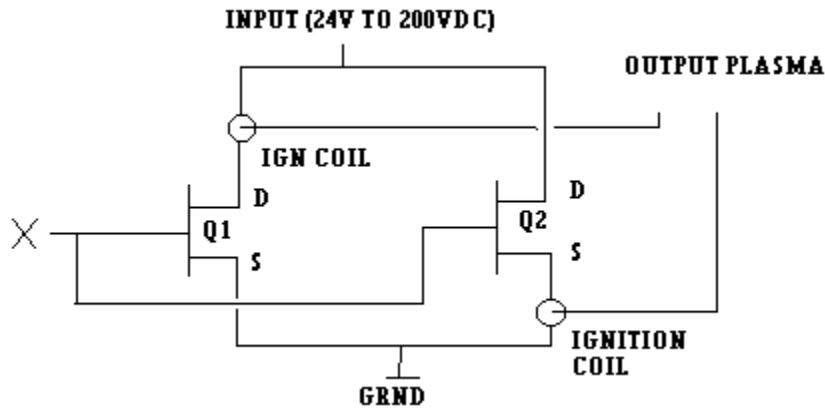 INPUT (24V TO 200VDC)
OUTPUT PLASMA
IGN COIL
D
D
Q1
Q2
X
S
S
IGNITION
COIL
GRND